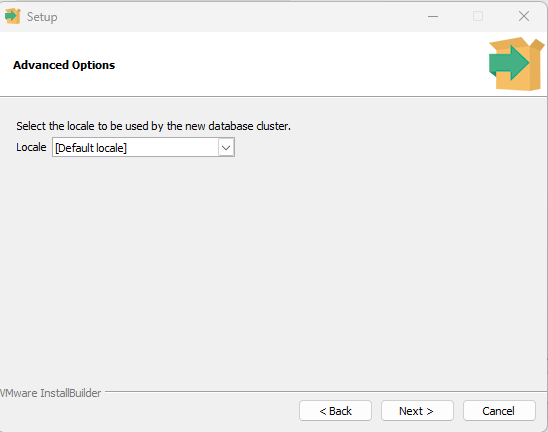 Setup
Advanced Options
Select the locale to be used by the new database cluster.
Locale [Default locale]
VMware InstallBuilder
< Back Next > Cancel